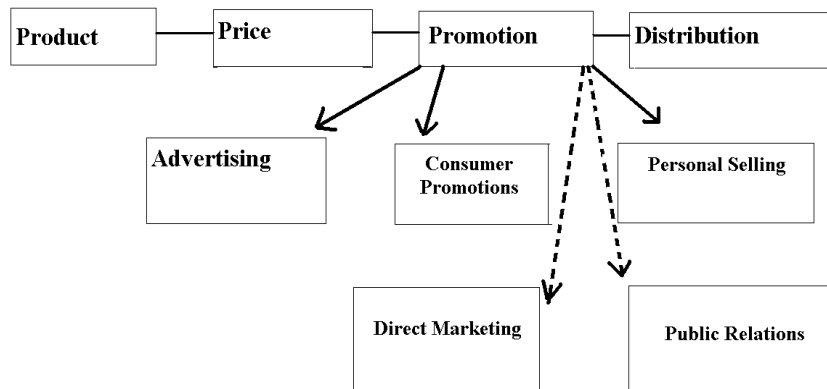 Product
Price
Promotion
Distribution
Advertising
Consumer
Promotions
Personal Selling
Direct Marketing
Public Relations